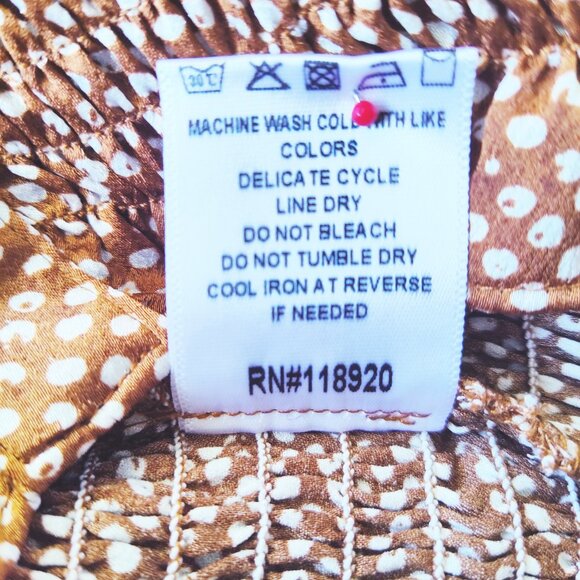 30°C
MACHINE WASH COLD WITH LIKE
COLORS
DELICATE CYCLE
LINE DRY
DO NOT BLEACH
DO NOT TUMBLE DRY
COOL IRON AT REVERSE
IF NEEDED
RN#118920